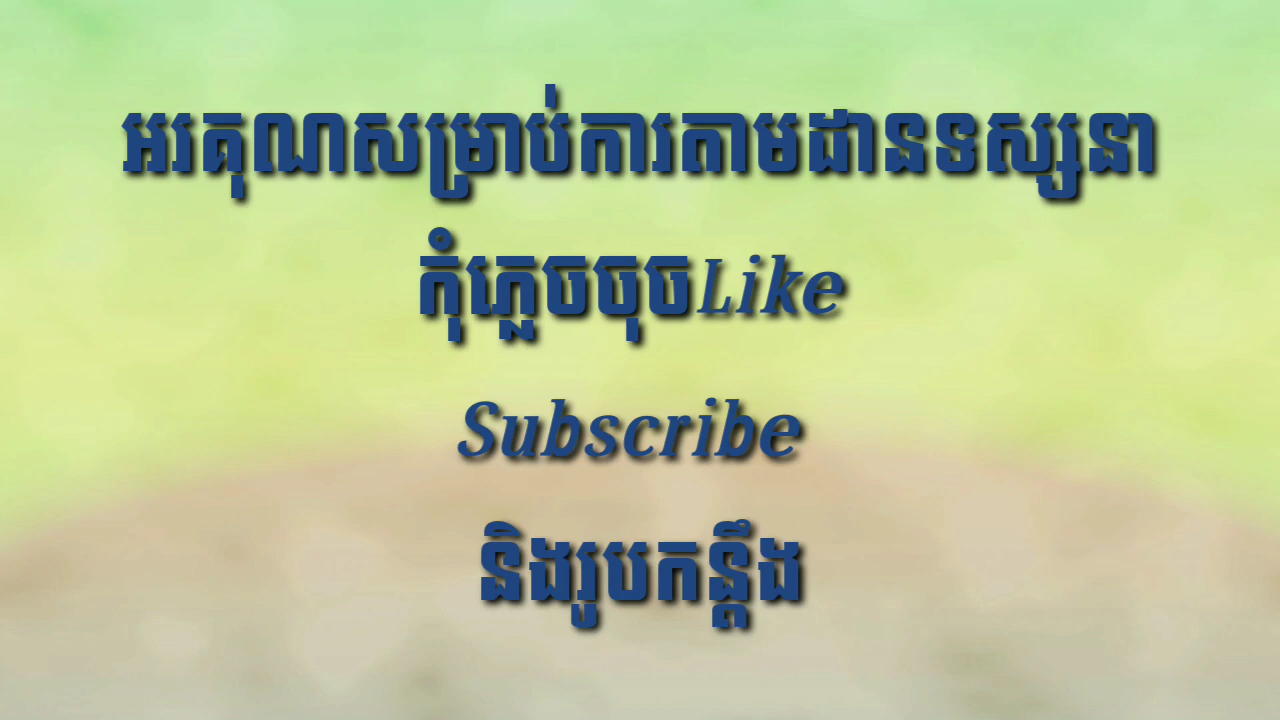 អរគុណសម្រាប់ការតាមដានទស្សនា
កុំភ្លេចចុចLike
Subscribe
និងរូបកន្តឹង